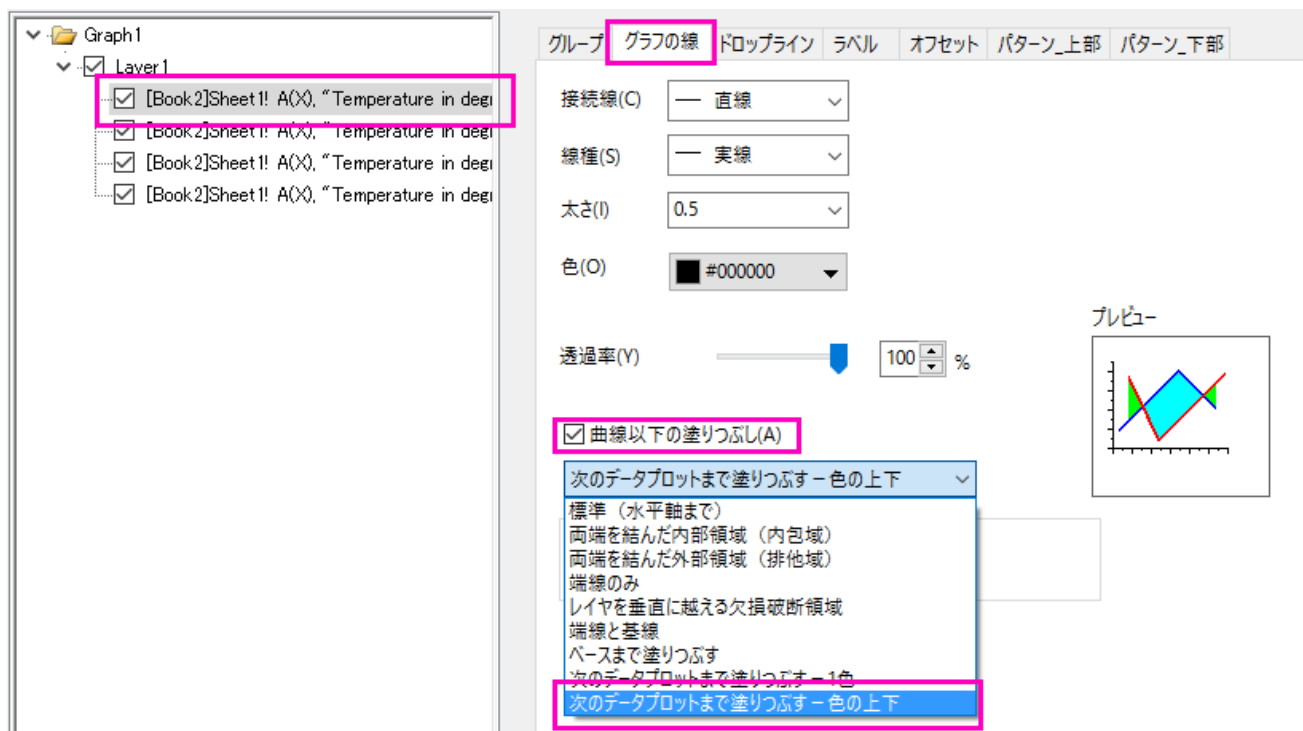 Graph1
Layer1
[Book2]Sheet1! A(X), "Temperature in degr
[Book2]Sheet1! A(X), "Temperature in degr
[Book2]Sheet1! A(X), "Temperature in degr
[Book2]Sheet1! A(X), "Temperature in degr
グループ グラフの線 ドロップライン ラベル オフセット パターン_上部 パターン_下部
接続線(C) 直線
線種(S) 実線
太さ(I) 0.5
色(O) #000000
透過率(Y) 100 %
プレビュー
曲線以下の塗りつぶし(A)
次のデータプロットまで塗りつぶす – 色の上下
標準（水平軸まで）
両端を結んだ内部領域（内包域）
両端を結んだ外部領域（排他域）
端線のみ
レイヤを垂直に越える欠損破断領域
端線と基線
ベースまで塗りつぶす
次のデータプロットまで塗りつぶす – 1色
次のデータプロットまで塗りつぶす – 色の上下